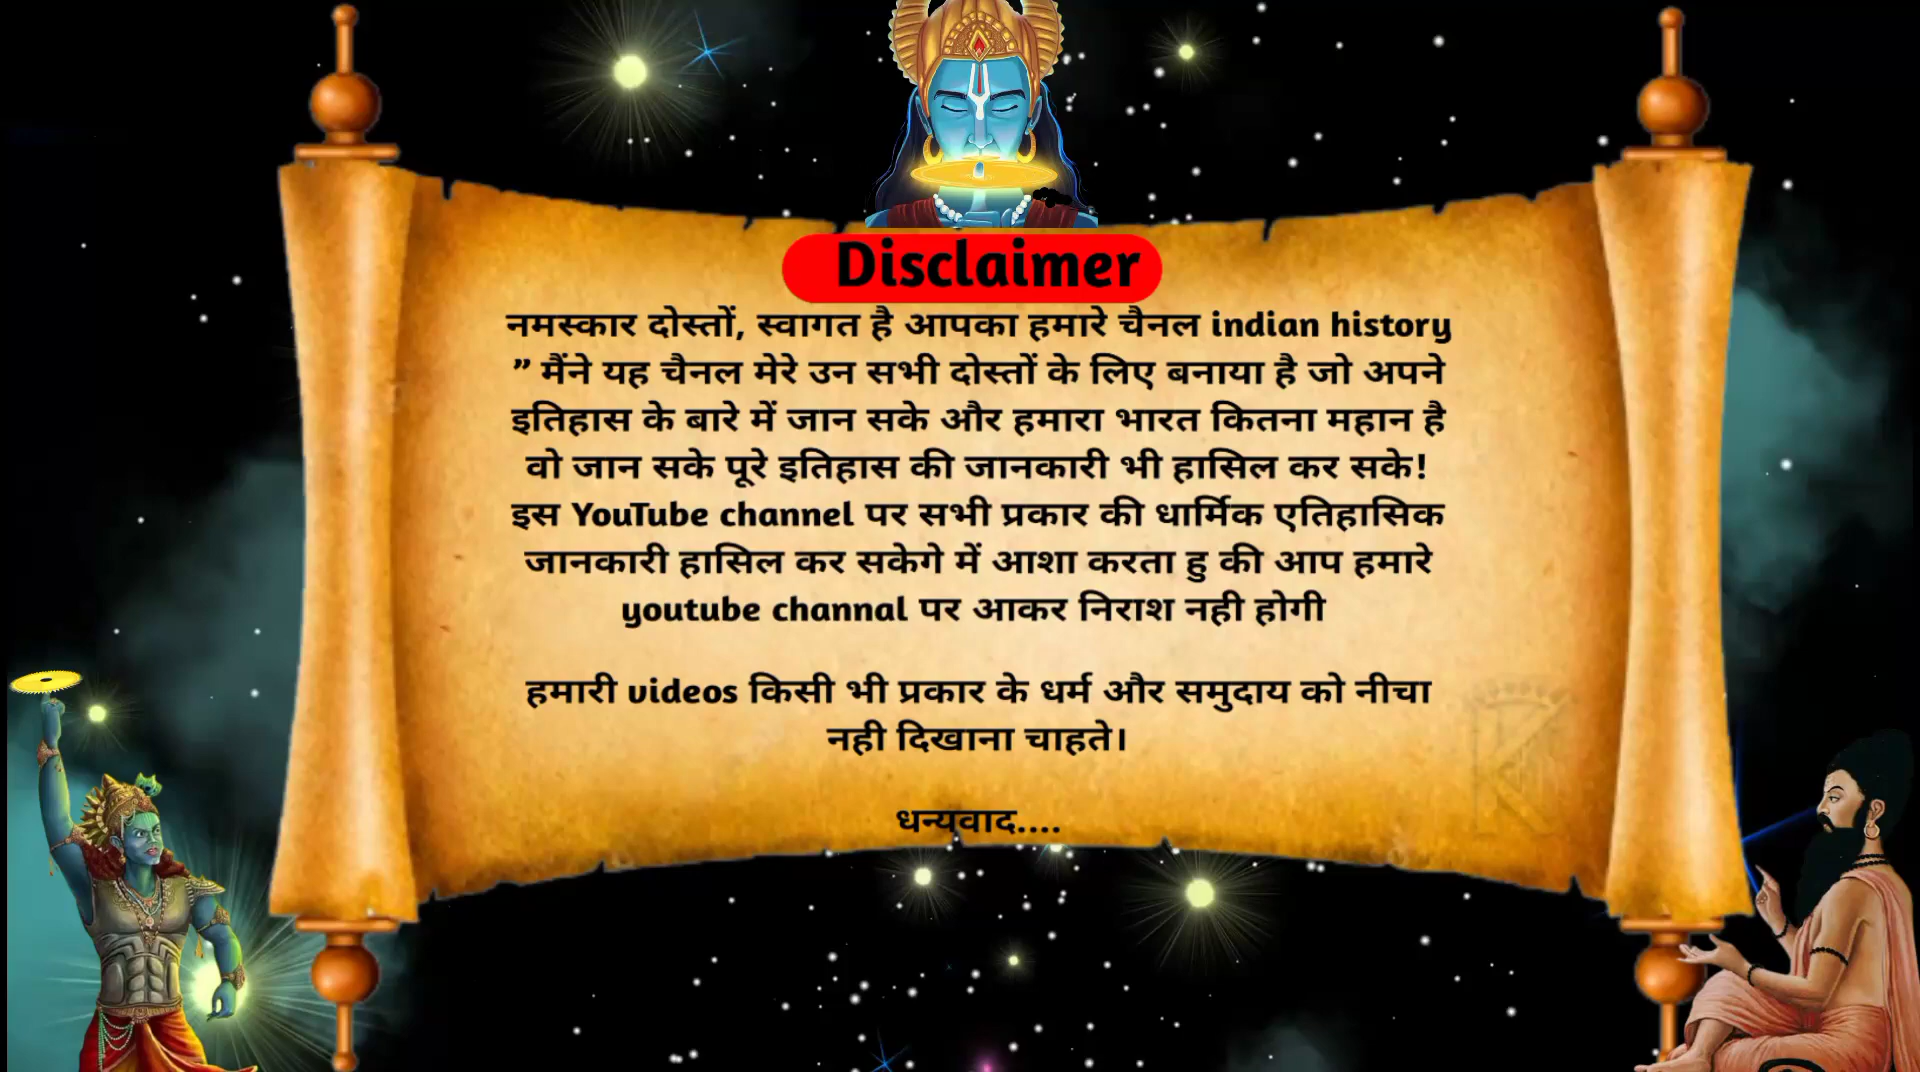 Disclaimer
नमस्कार दोस्तों, स्वागत है आपका हमारे चैनल indian history
” मैंने यह चैनल मेरे उन सभी दोस्तों के लिए बनाया है जो अपने
इतिहास के बारे में जान सके और हमारा भारत कितना महान है
वो जान सके पूरे इतिहास की जानकारी भी हासिल कर सके!
इस YouTube channel पर सभी प्रकार की धार्मिक एतिहासिक
जानकारी हासिल कर सकेगे में आशा करता हु की आप हमारे
youtube channal पर आकर निराश नही होगी
हमारी videos किसी भी प्रकार के धर्म और समुदाय को नीचा
नही दिखाना चाहते।
धन्यवाद....